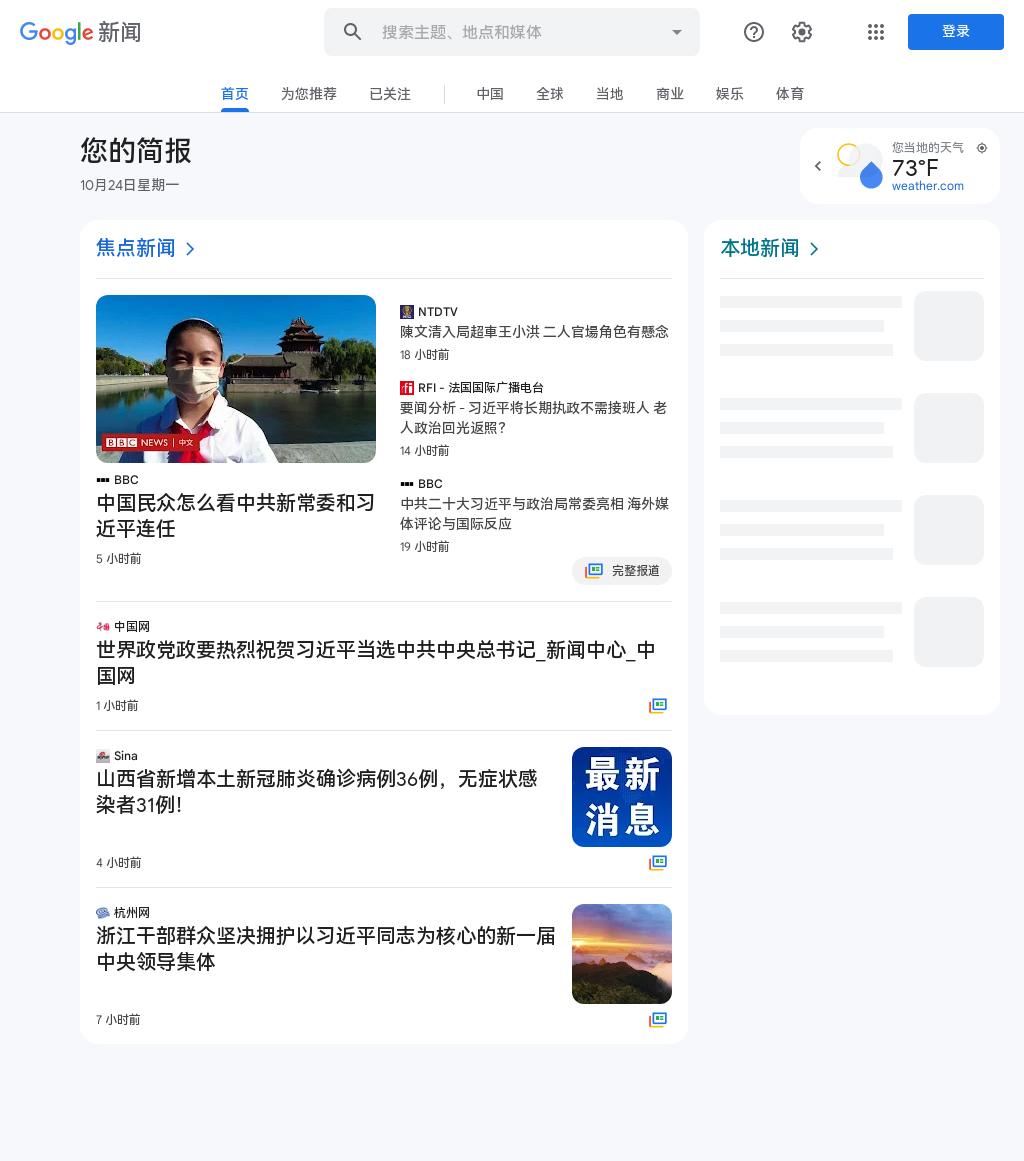 Google 新闻
搜索主题、地点和媒体
登录
首页 为您推荐 已关注 中国 全球 当地 商业 娱乐 体育
您的简报
10月24日星期一
您当地的天气
73°F
weather.com
焦点新闻
BBC NEWS | 中文
BBC
中国民众怎么看中共新常委和习
近平连任
5 小时前
NTDTV
陳文清入局超車王小洪 二人官場角色有懸念
18 小时前
RFI - 法国国际广播电台
要闻分析 - 习近平将长期执政不需接班人 老
人政治回光返照？
14 小时前
BBC
中共二十大习近平与政治局常委亮相 海外媒
体评论与国际反应
19 小时前
完整报道
中国网
世界政党政要热烈祝贺习近平当选中共中央总书记_新闻中心_中
国网
1 小时前
Sina
山西省新增本土新冠肺炎确诊病例36例，无症状感
染者31例！
最新
消息
4 小时前
杭州网
浙江干部群众坚决拥护以习近平同志为核心的新一届
中央领导集体
7 小时前
本地新闻